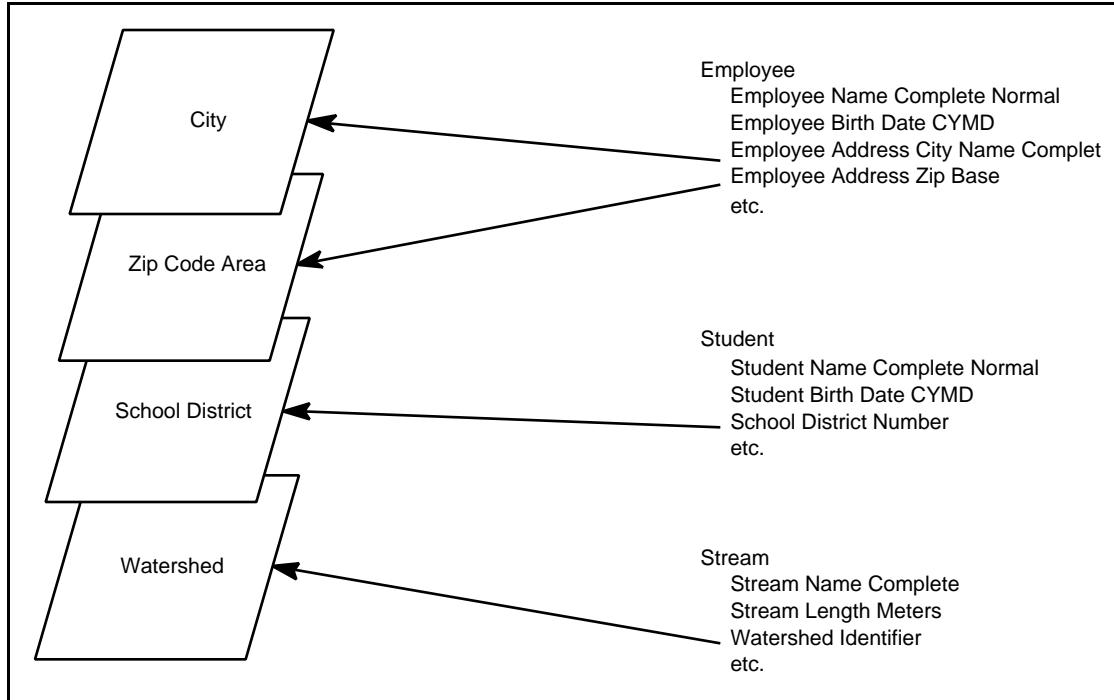 City
Zip Code Area
School District
Watershed
Employee
Employee Name Complete Normal
Employee Birth Date CYMD
Employee Address City Name Complet
Employee Address Zip Base
etc.
Student
Student Name Complete Normal
Student Birth Date CYMD
School District Number
etc.
Stream
Stream Name Complete
Stream Length Meters
Watershed Identifier
etc.